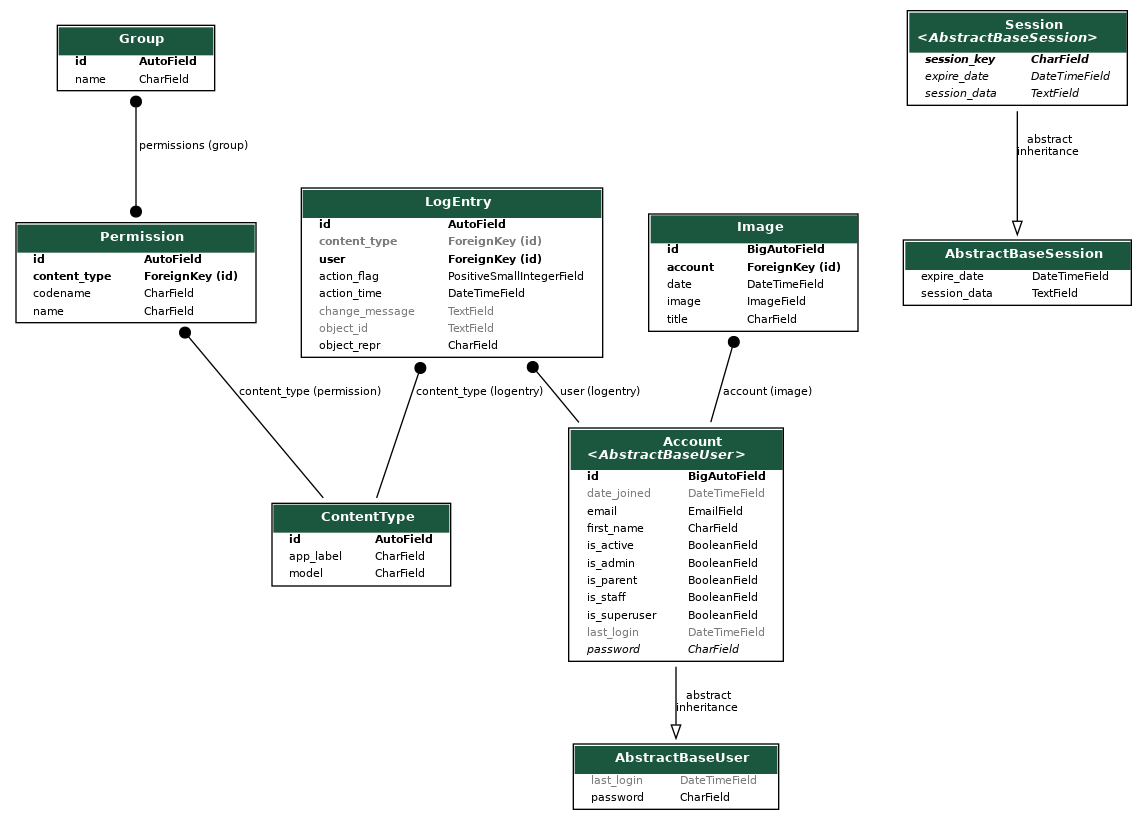 Group
id AutoField
name CharField
permissions (group)
Permission
id AutoField
content_type ForeignKey (id)
codename CharField
name CharField
LogEntry
id AutoField
content_type ForeignKey (id)
user ForeignKey (id)
action_flag PositiveSmallIntegerField
action_time DateTimeField
change_message TextField
object_id TextField
object_repr CharField
Image
id BigAutoField
account ForeignKey (id)
date DateTimeField
image ImageField
title CharField
Session
<AbstractBaseSession>
session_key CharField
expire_date DateTimeField
session_data TextField
abstract
inheritance
AbstractBaseSession
expire_date DateTimeField
session_data TextField
content_type (permission)
content_type (logentry)
user (logentry)
account (image)
ContentType
id AutoField
app_label CharField
model CharField
Account
<AbstractBaseUser>
id BigAutoField
date_joined DateTimeField
email EmailField
first_name CharField
is_active BooleanField
is_admin BooleanField
is_parent BooleanField
is_staff BooleanField
is_superuser BooleanField
last_login DateTimeField
password CharField
abstract
inheritance
AbstractBaseUser
last_login DateTimeField
password CharField